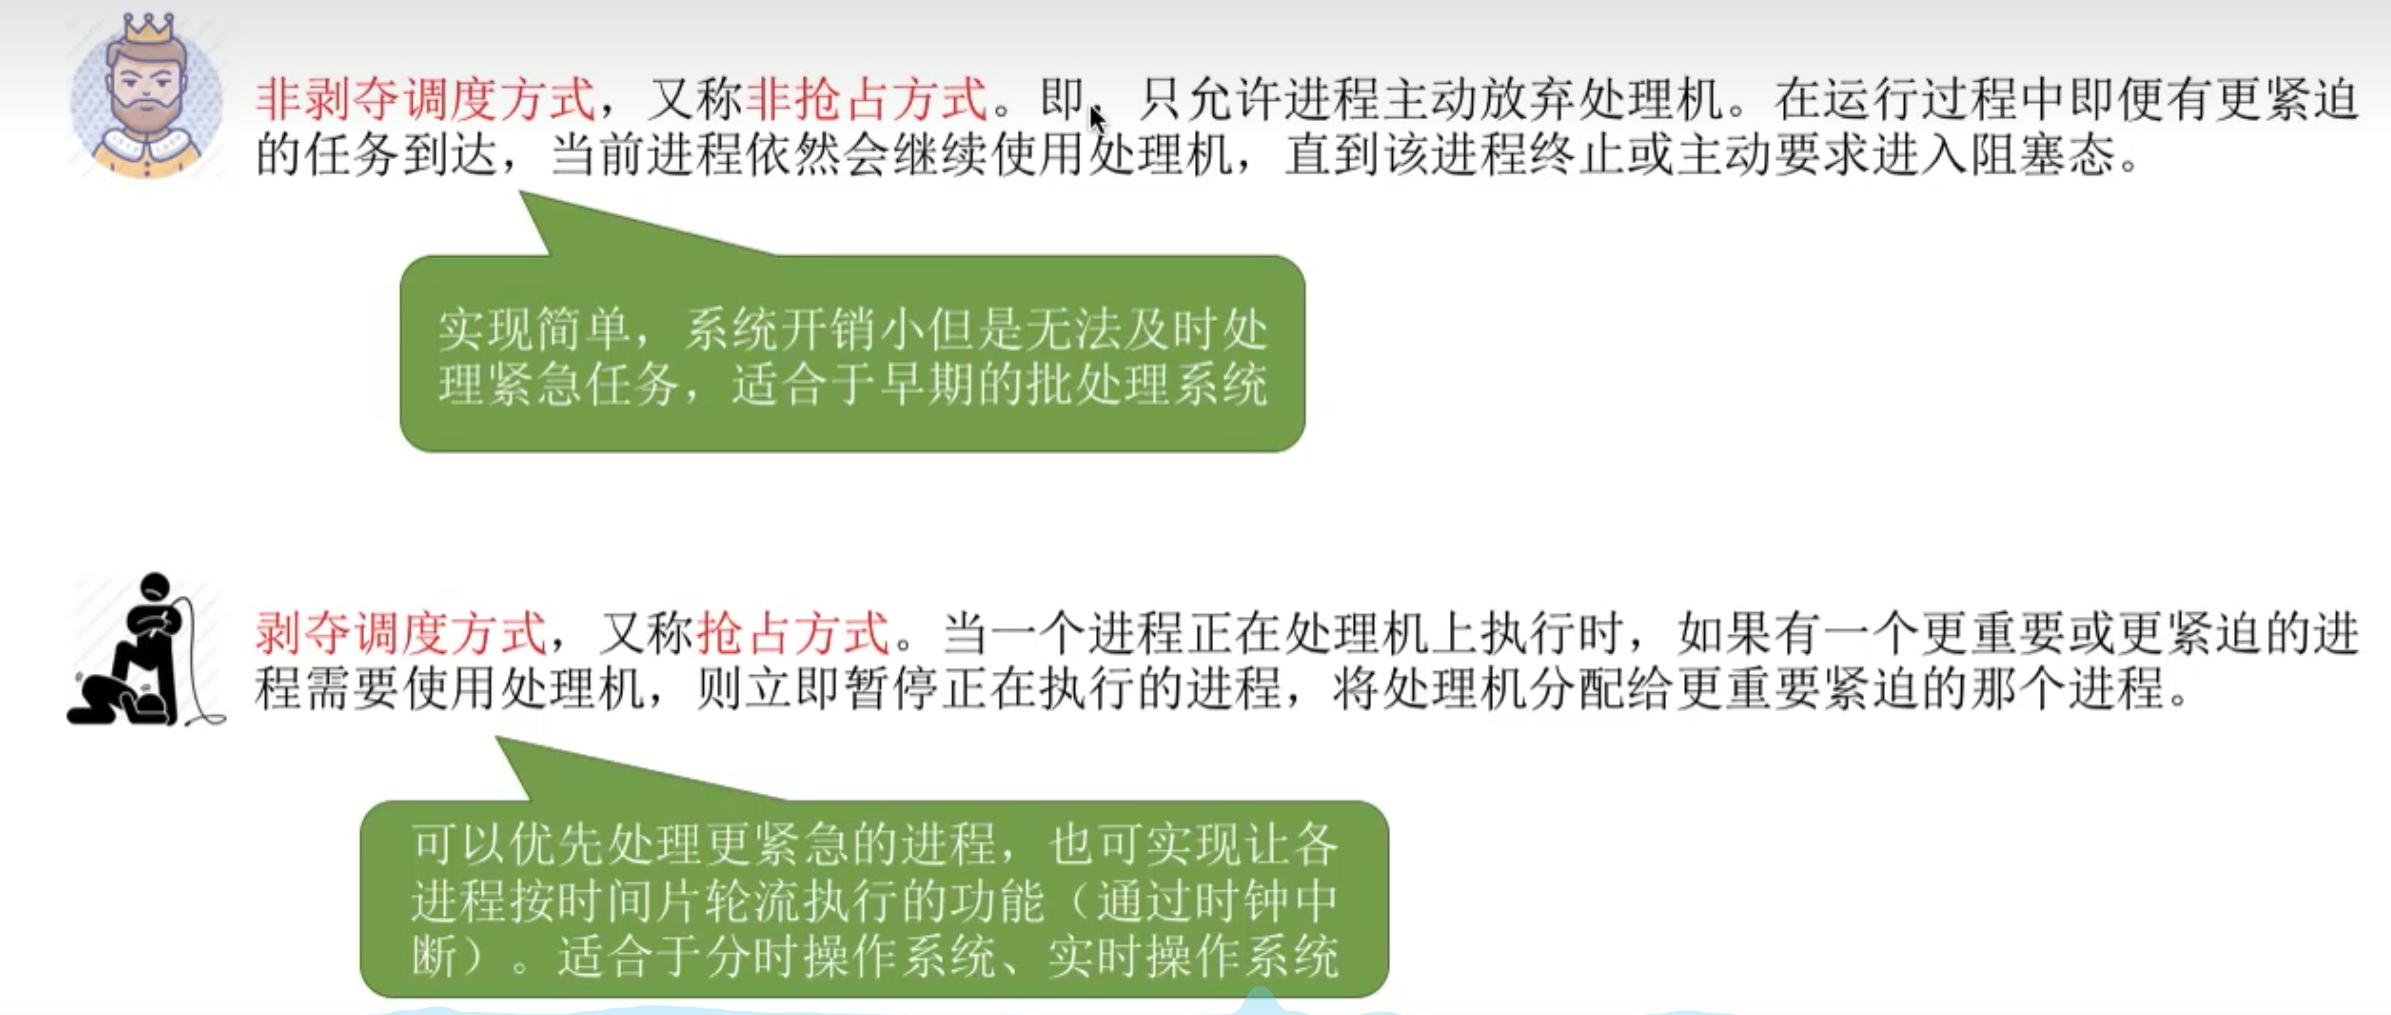 非剥夺调度方式，又称非抢占方式。即，只允许进程主动放弃处理机。在运行过程中即便有更紧迫
的任务到达，当前进程依然会继续使用处理机，直到该进程终止或主动要求进入阻塞态。
实现简单，系统开销小但是无法及时处
理紧急任务，适合于早期的批处理系统
剥夺调度方式，又称抢占方式。当一个进程正在处理机上执行时，如果有一个更重要或更紧迫的进
程需要使用处理机，则立即暂停正在执行的进程，将处理机分配给更重要紧迫的那个进程。
可以优先处理更紧急的进程，也可实现让各
进程按时间片轮流执行的功能（通过时钟中
断）。适合于分时操作系统、实时操作系统